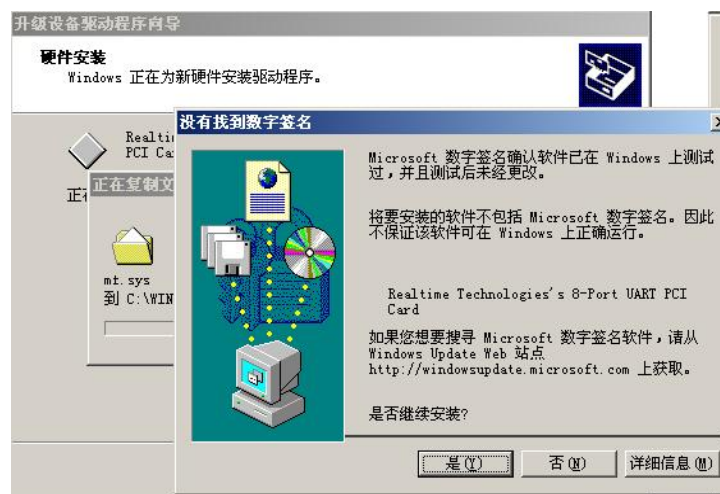 升级设备驱动程序向导
硬件安装
Windows 正在为新硬件安装驱动程序。
没有找到数字签名
Realti
PCI Ca
正在复制文
mt.sys
到 C:\WIN
Microsoft 数字签名确认软件已在 Windows 上测试
过，并且测试后未经更改。
将要安装的软件不包括 Microsoft 数字签名。因此
不保证该软件可在 Windows 上正确运行。
Realtime Technologies's 8-Port UART PCI
Card
如果您想要搜寻 Microsoft 数字签名软件，请从
Windows Update Web 站点
http://windowsupdate.microsoft.com 上获取。
是否继续安装?
是(Y)
否(N)
详细信息(M)